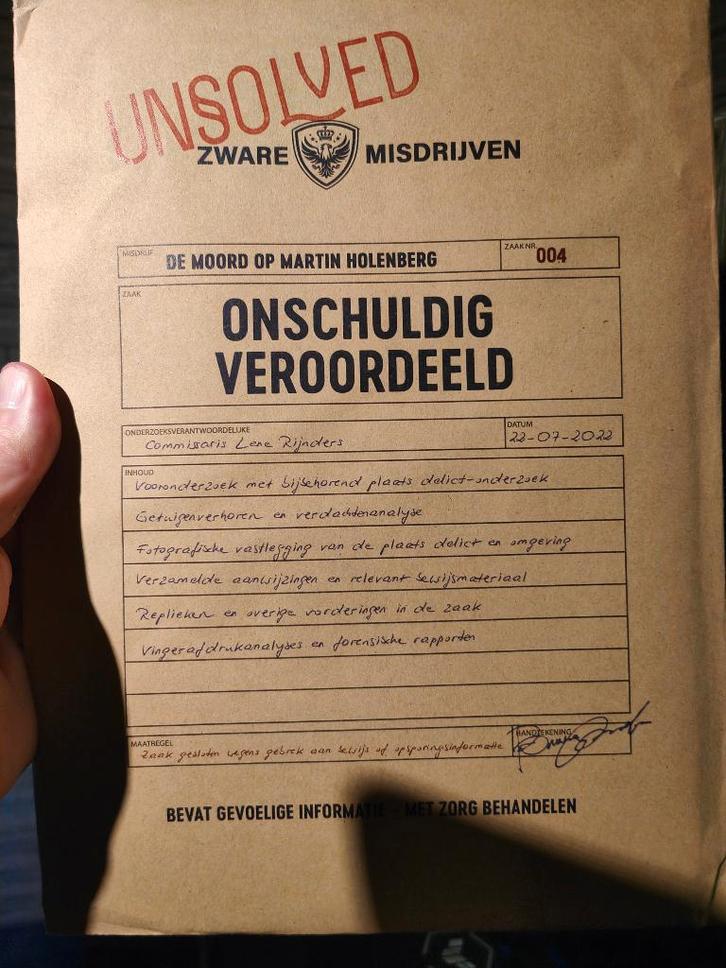 UNSOLVED
ZWARE MISDRIJVEN
MISDRIJF DE MOORD OP MARTIN HOLENBERG ZAAK NR. 004
ZAAK
ONSCHULDIG
VEROORDEELD
ONDERZOEKSVERANTWOORDELIJKE DATUM
Commissaris Lene Rijnders 22-07-2022
INHOUD
Vooronderzoek met bijbehorend plaats delict-onderzoek
Getuigenverhoren en verdachtenanalyse
Fotografische vastlegging van de plaats delict en omgeving
Verzamelde aanwijzingen en relevant bewijsmateriaal
Replieken en overige vorderingen in de zaak
Vingerafdrukanalyses en forensische rapporten
MAATREGEL HANDTEKENING
Zaak gesloten wegens gebrek aan bewijs of opsporingsinformatie
BEVAT GEVOELIGE INFORMATIE - MET ZORG BEHANDELEN